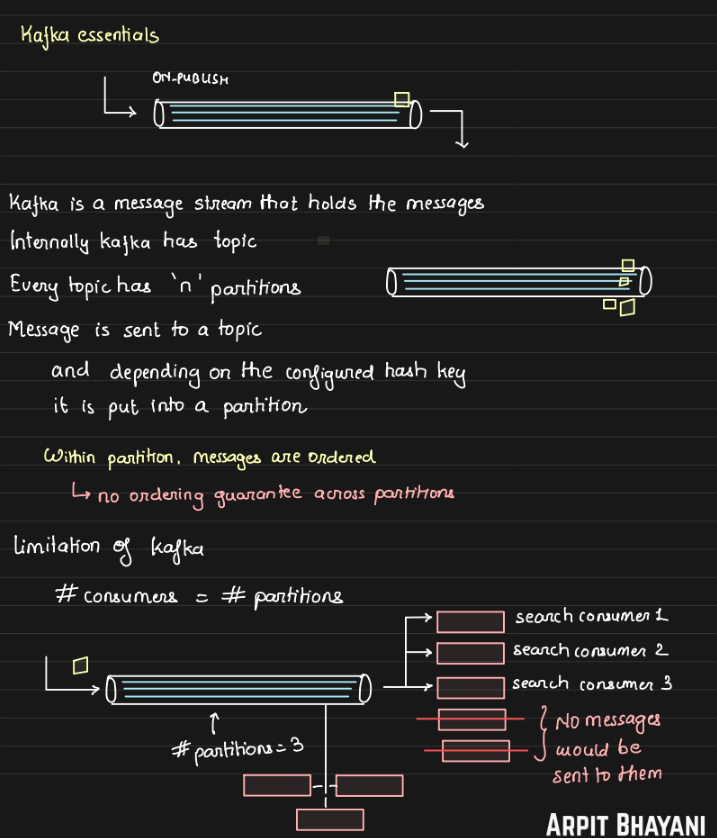 Kafka essentials
ON-PUBLISH
Kafka is a message stream that holds the messages
Internally kafka has topic
Every topic has 'n' partitions
Message is sent to a topic
and depending on the configured hash key
it is put into a partition
Within partition, messages are ordered
↳ no ordering guarantee across partitions
Limitation of Kafka
# consumers = # partitions
search consumer 1
search consumer 2
search consumer 3
# partitions = 3
No messages
would be
sent to them
ARPIT BHAYANI